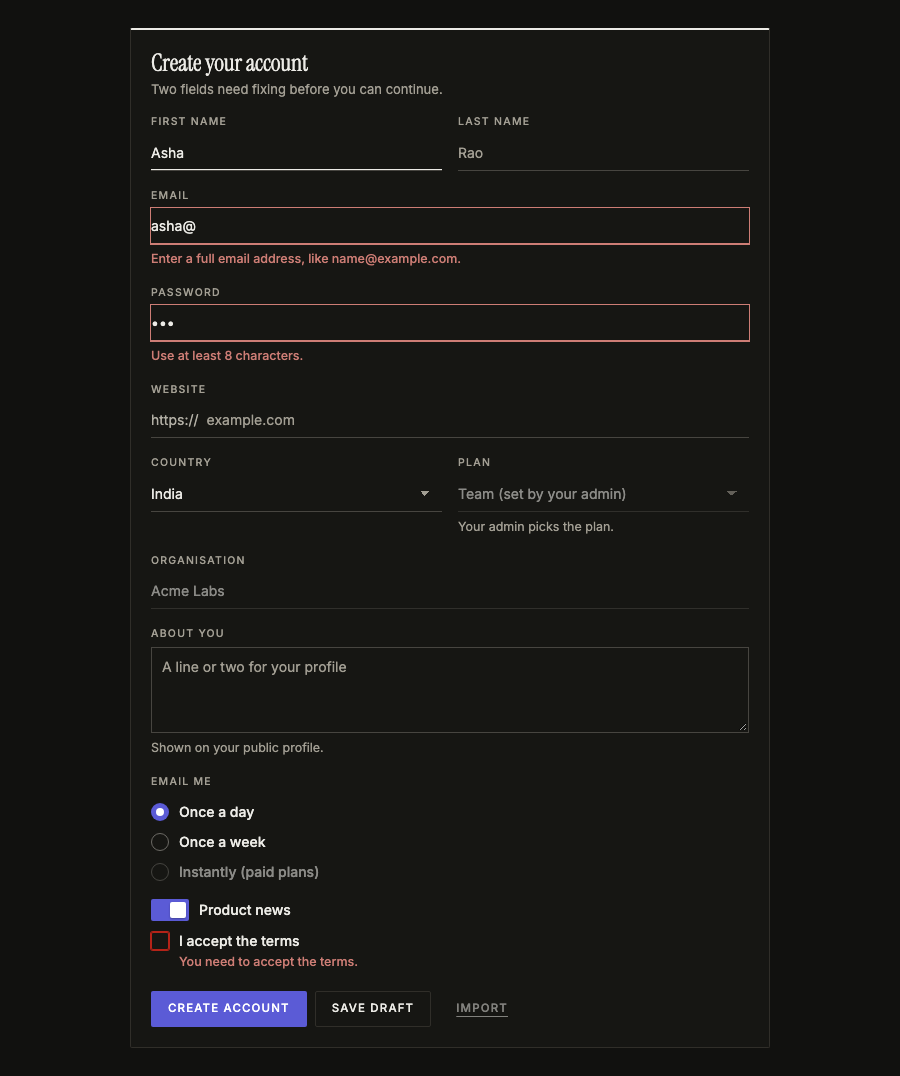 Create your account
Two fields need fixing before you can continue.
FIRST NAME
LAST NAME
Asha
Rao
EMAIL
asha@
Enter a full email address, like name@example.com.
PASSWORD
•••
Use at least 8 characters.
WEBSITE
https:// example.com
COUNTRY
PLAN
India
Team (set by your admin)
Your admin picks the plan.
ORGANISATION
Acme Labs
ABOUT YOU
A line or two for your profile
Shown on your public profile.
EMAIL ME
Once a day
Once a week
Instantly (paid plans)
Product news
I accept the terms
You need to accept the terms.
CREATE ACCOUNT
SAVE DRAFT
IMPORT